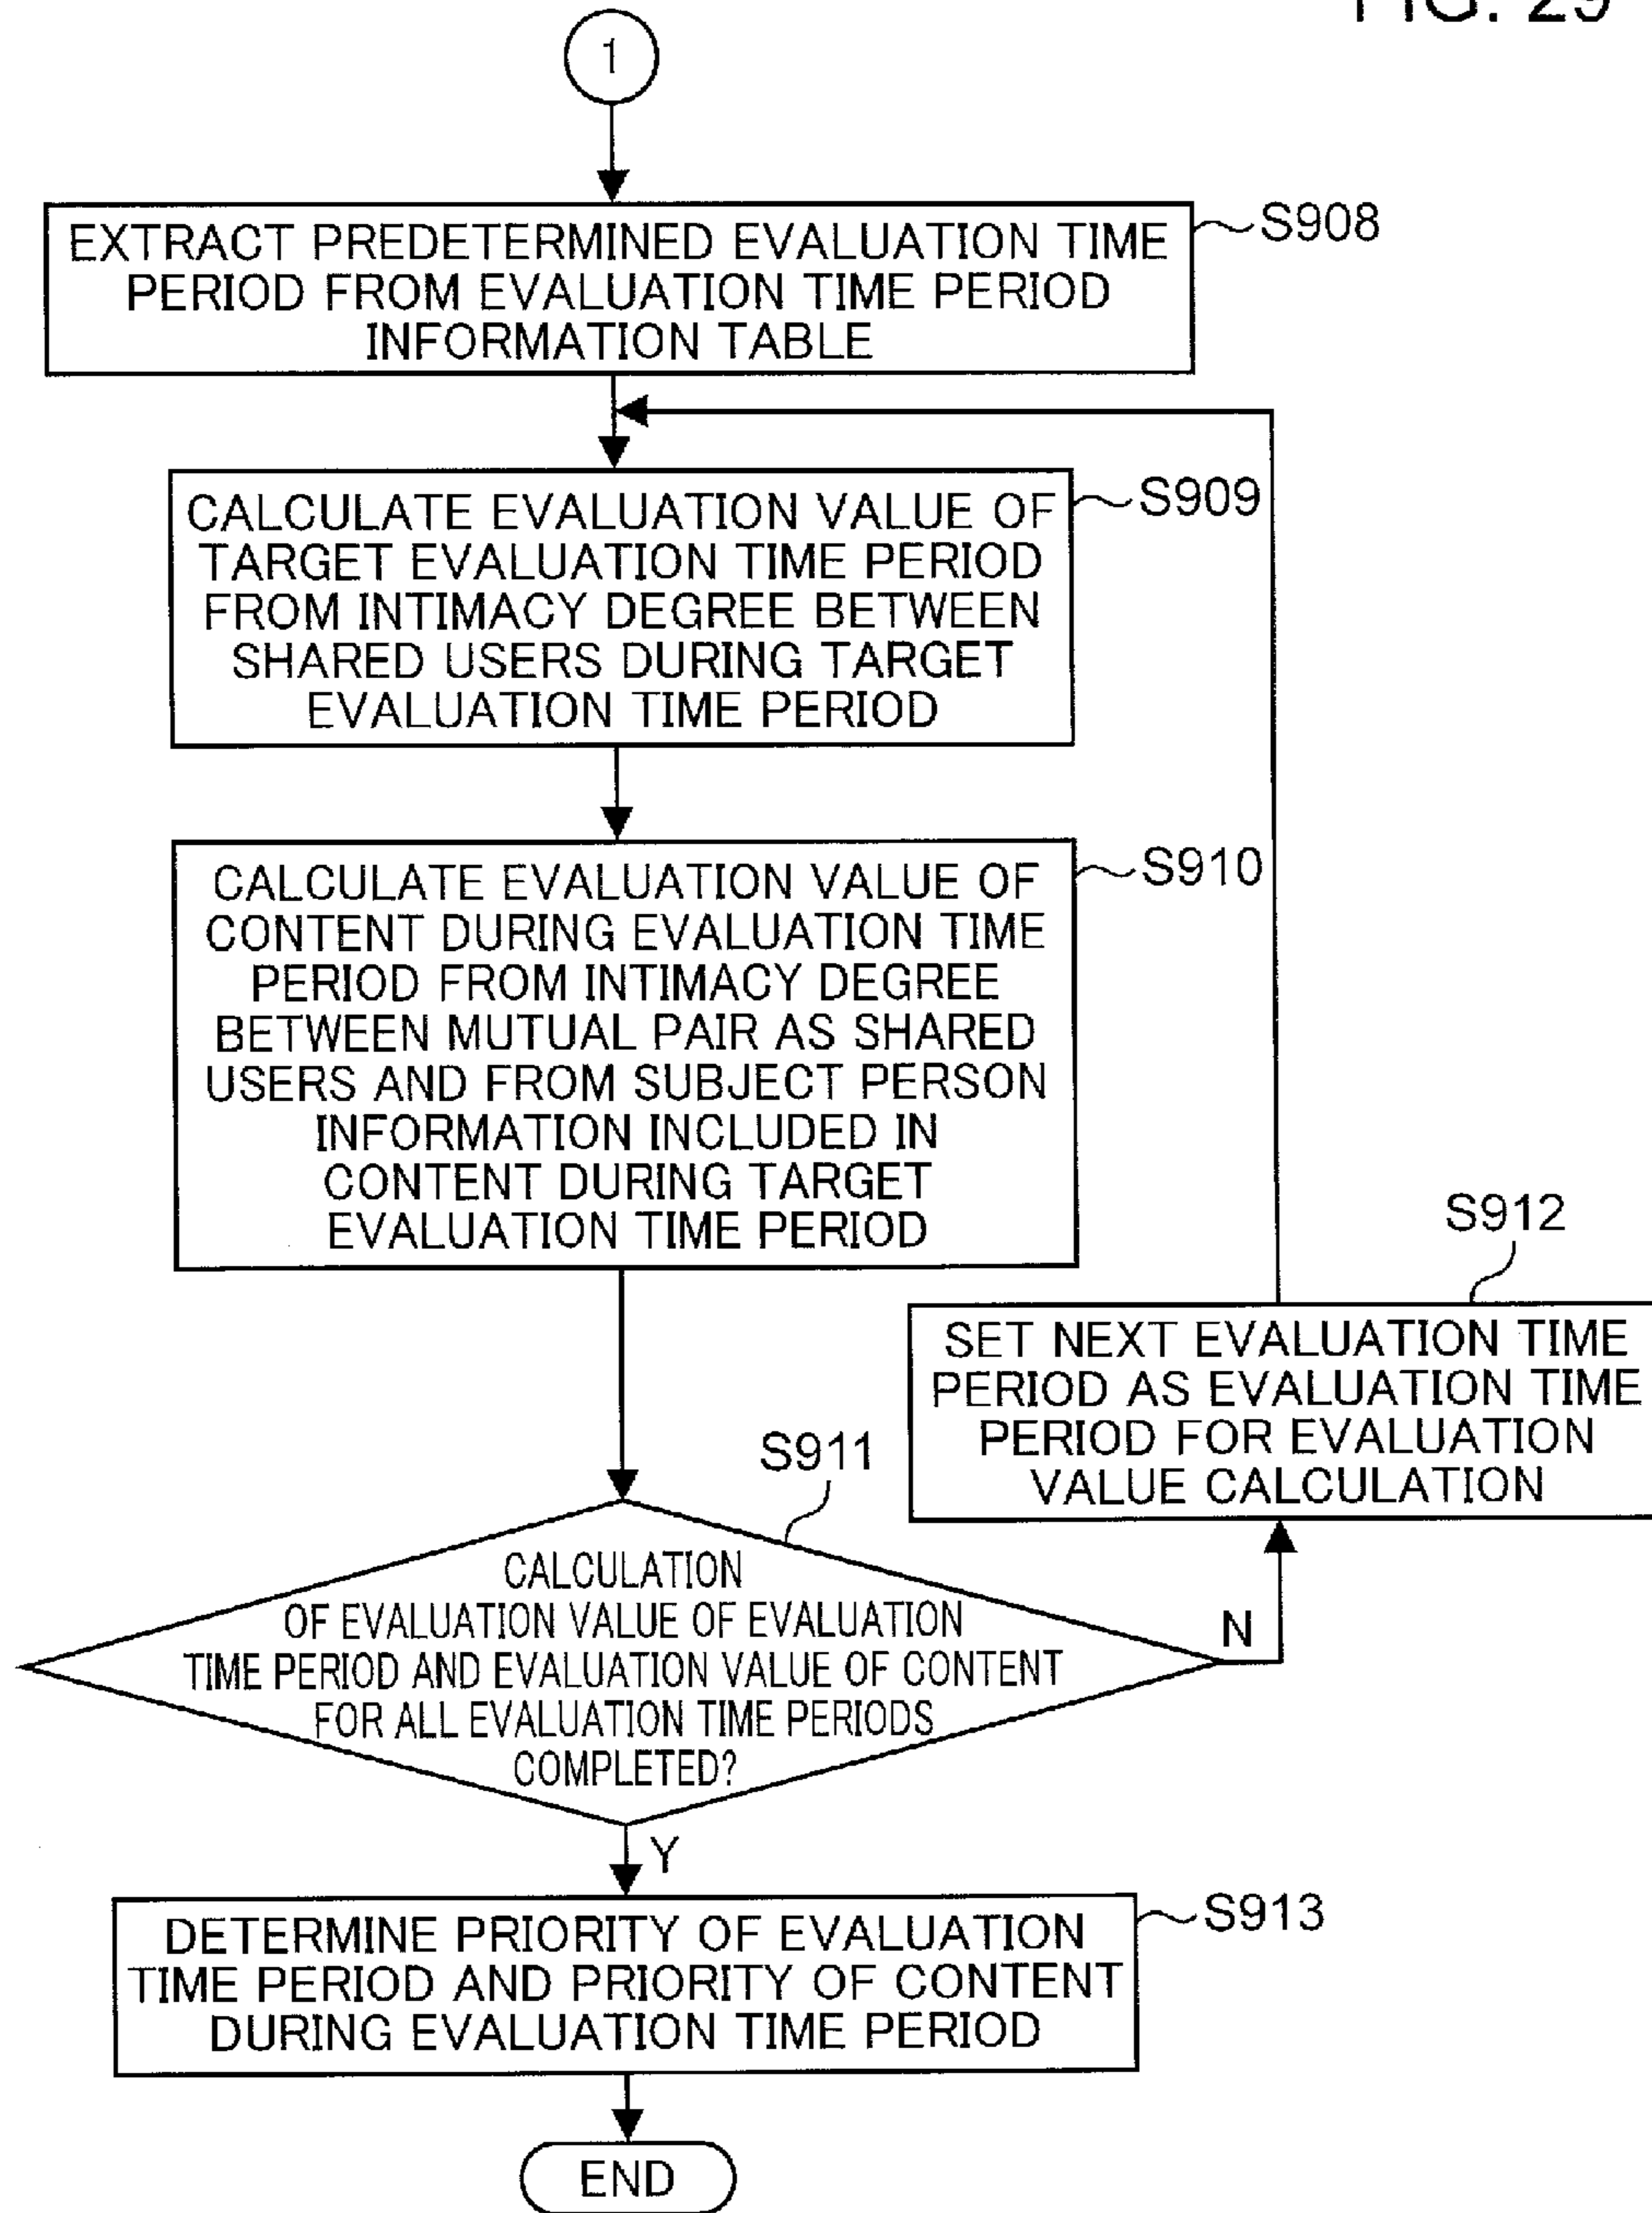 FIG. 29
1
EXTRACT PREDETERMINED EVALUATION TIME
PERIOD FROM EVALUATION TIME PERIOD
INFORMATION TABLE
S908
CALCULATE EVALUATION VALUE OF
TARGET EVALUATION TIME PERIOD
FROM INTIMACY DEGREE BETWEEN
SHARED USERS DURING TARGET
EVALUATION TIME PERIOD
S909
CALCULATE EVALUATION VALUE OF
CONTENT DURING EVALUATION TIME
PERIOD FROM INTIMACY DEGREE
BETWEEN MUTUAL PAIR AS SHARED
USERS AND FROM SUBJECT PERSON
INFORMATION INCLUDED IN
CONTENT DURING TARGET
EVALUATION TIME PERIOD
S910
S912
SET NEXT EVALUATION TIME
PERIOD AS EVALUATION TIME
PERIOD FOR EVALUATION
VALUE CALCULATION
S911
CALCULATION
OF EVALUATION VALUE OF EVALUATION
TIME PERIOD AND EVALUATION VALUE OF CONTENT
FOR ALL EVALUATION TIME PERIODS
COMPLETED?
N
Y
DETERMINE PRIORITY OF EVALUATION
TIME PERIOD AND PRIORITY OF CONTENT
DURING EVALUATION TIME PERIOD
S913
END